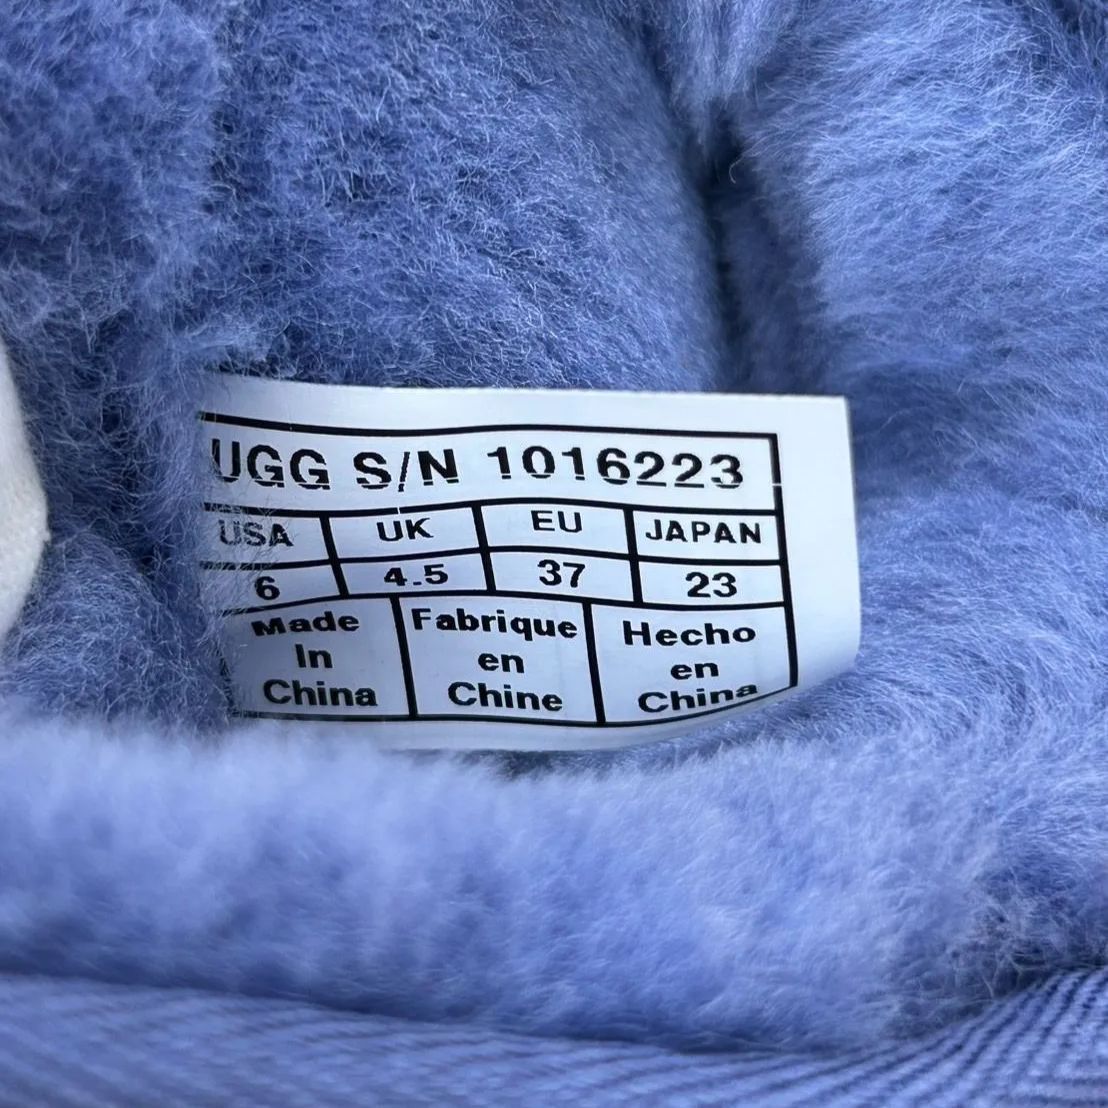 UGG S/N 1016223
USA UK EU JAPAN
6 4.5 37 23
Made Fabrique Hecho
In en en
China Chine China